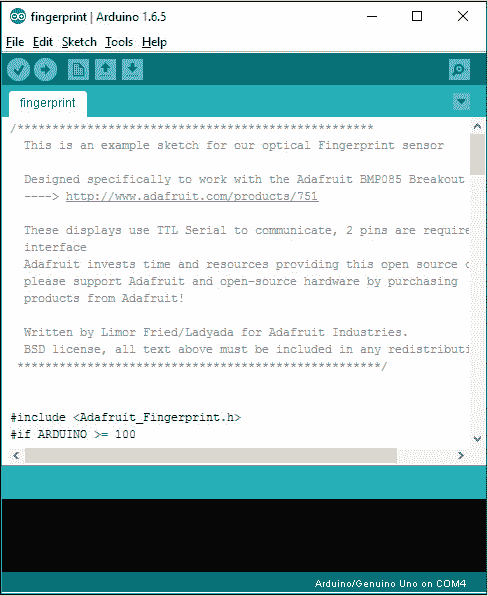 fingerprint | Arduino 1.6.5
File Edit Sketch Tools Help
fingerprint
/***************************************************
This is an example sketch for our optical Fingerprint sensor
Designed specifically to work with the Adafruit BMP085 Breakout
----> http://www.adafruit.com/products/751
These displays use TTL Serial to communicate, 2 pins are require
interface
Adafruit invests time and resources providing this open source c
please support Adafruit and open-source hardware by purchasing
products from Adafruit!
Written by Limor Fried/Ladyada for Adafruit Industries.
BSD license, all text above must be included in any redistributi
****************************************************/
#include <Adafruit_Fingerprint.h>
#if ARDUINO >= 100
Arduino/Genuino Uno on COM4